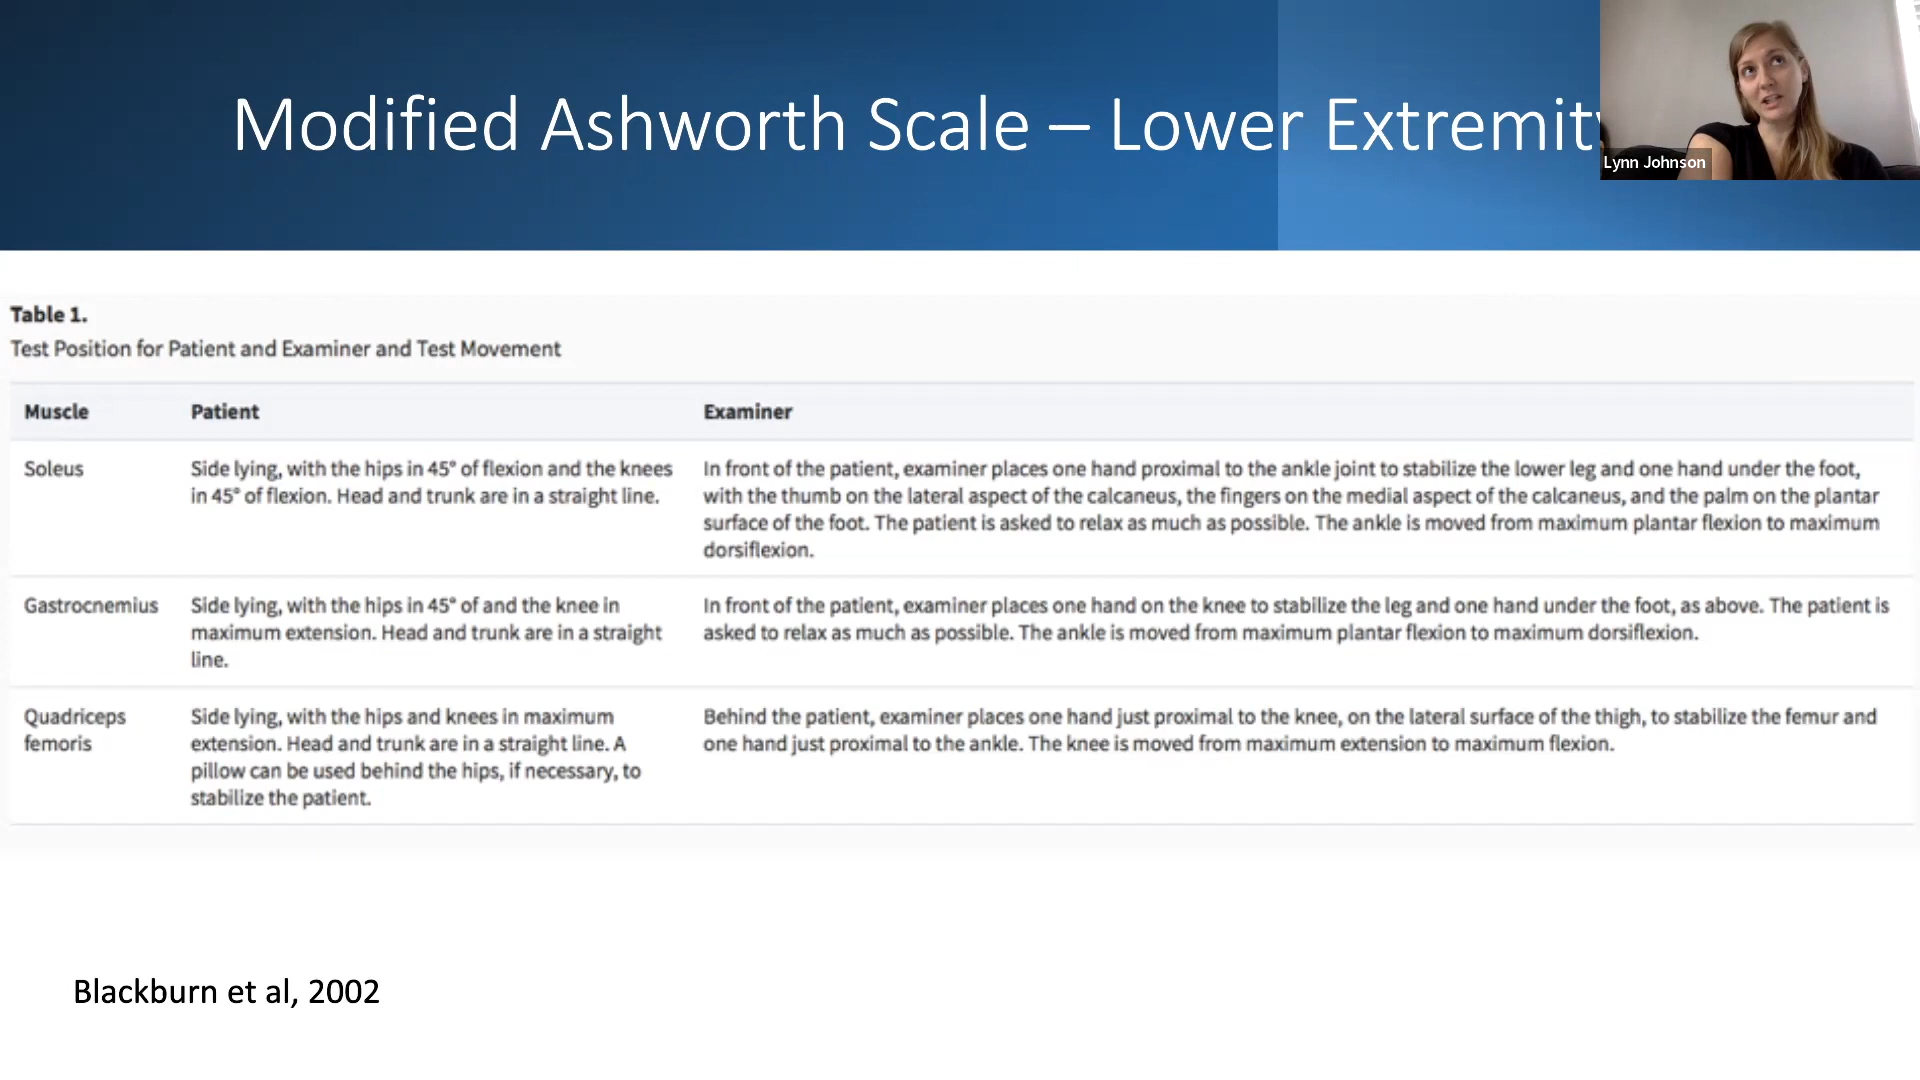 Modified Ashworth Scale – Lower Extremity
Lynn Johnson
Table 1.
Test Position for Patient and Examiner and Test Movement
Muscle Patient Examiner
Soleus
Side lying, with the hips in 45° of flexion and the knees
in 45° of flexion. Head and trunk are in a straight line.
In front of the patient, examiner places one hand proximal to the ankle joint to stabilize the lower leg and one hand under the foot,
with the thumb on the lateral aspect of the calcaneus, the fingers on the medial aspect of the calcaneus, and the palm on the plantar
surface of the foot. The patient is asked to relax as much as possible. The ankle is moved from maximum plantar flexion to maximum
dorsiflexion.
Gastrocnemius
Side lying, with the hips in 45° of and the knee in
maximum extension. Head and trunk are in a straight
line.
In front of the patient, examiner places one hand on the knee to stabilize the leg and one hand under the foot, as above. The patient is
asked to relax as much as possible. The ankle is moved from maximum plantar flexion to maximum dorsiflexion.
Quadriceps
femoris
Side lying, with the hips and knees in maximum
extension. Head and trunk are in a straight line. A
pillow can be used behind the hips, if necessary, to
stabilize the patient.
Behind the patient, examiner places one hand just proximal to the knee, on the lateral surface of the thigh, to stabilize the femur and
one hand just proximal to the ankle. The knee is moved from maximum extension to maximum flexion.
Blackburn et al, 2002